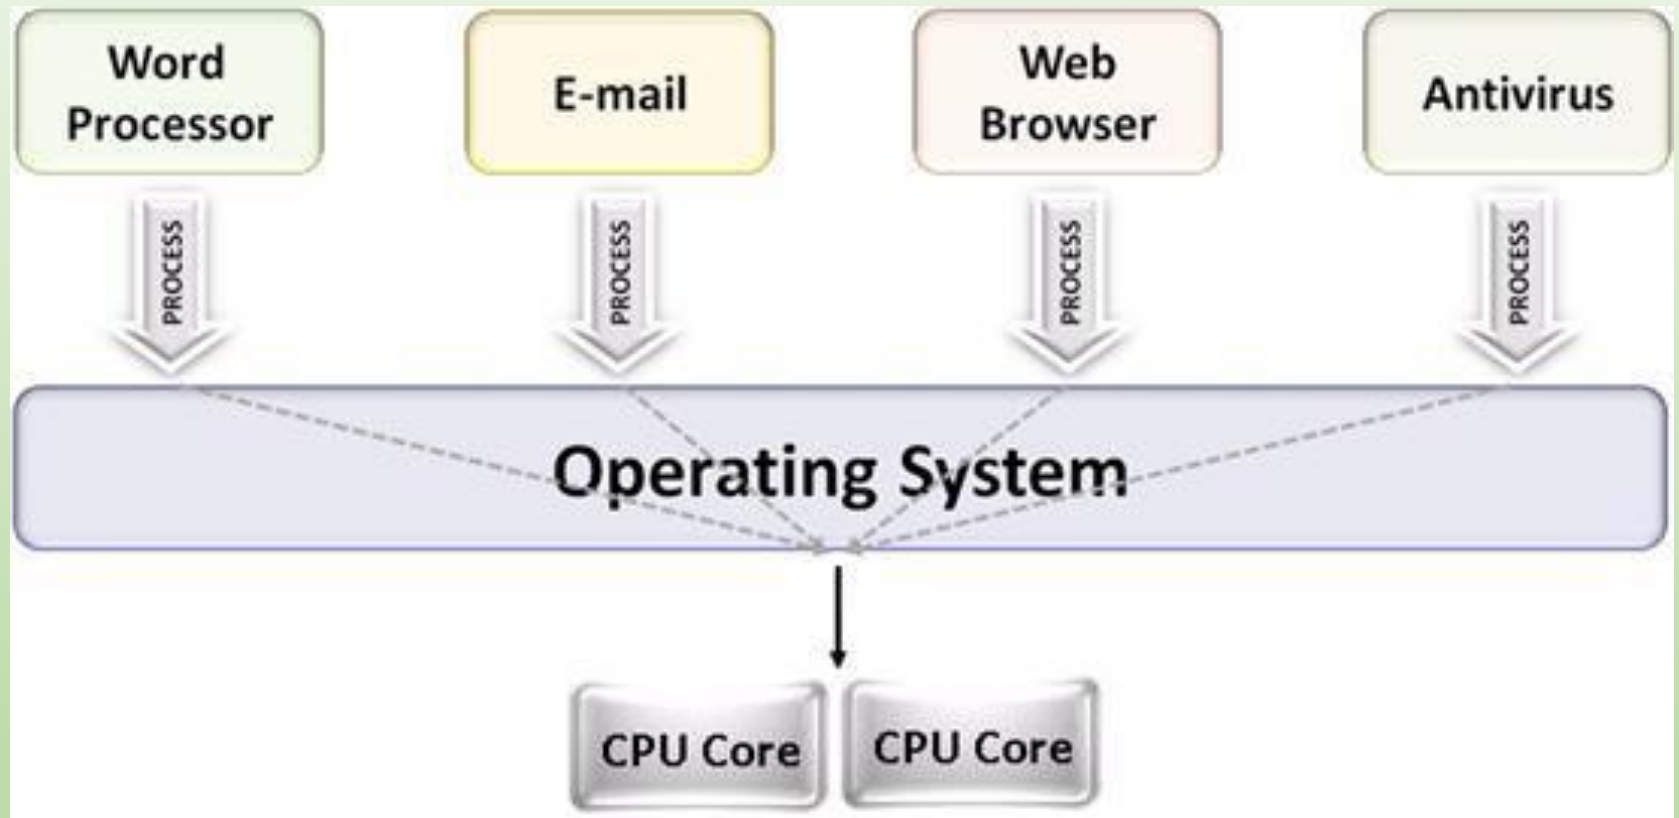 Word
Processor
E-mail
Web
Browser
Antivirus
PROCESS
PROCESS
PROCESS
PROCESS
Operating System
CPU Core
CPU Core